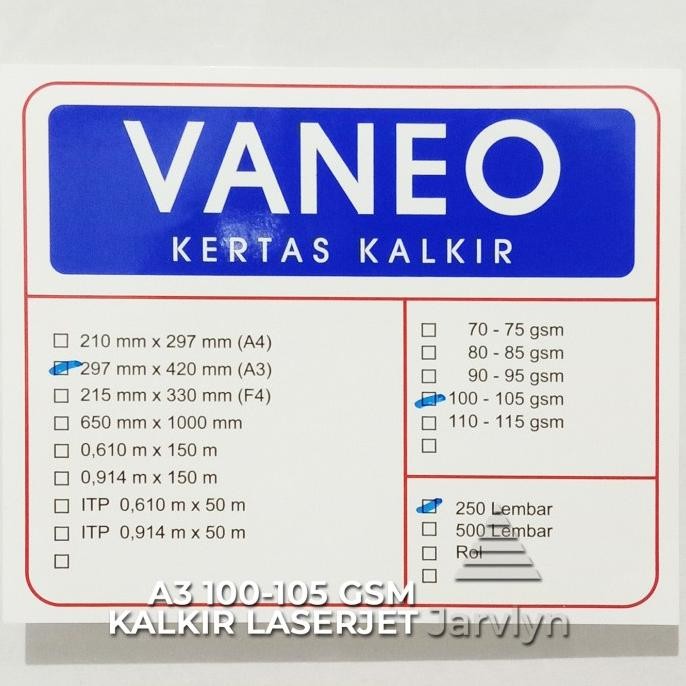 VANEO
KERTAS KALKIR
210 mm x 297 mm (A4)
297 mm x 420 mm (A3)
215 mm x 330 mm (F4)
650 mm x 1000 mm
0,610 m x 150 m
0,914 m x 150 m
ITP 0,610 m x 50 m
ITP 0,914 m x 50 m
70 - 75 gsm
80 - 85 gsm
90 - 95 gsm
100 - 105 gsm
110 - 115 gsm
250 Lembar
500 Lembar
Rol
A3 100-105 GSM
KALKIR LASERJET Jarvlyn